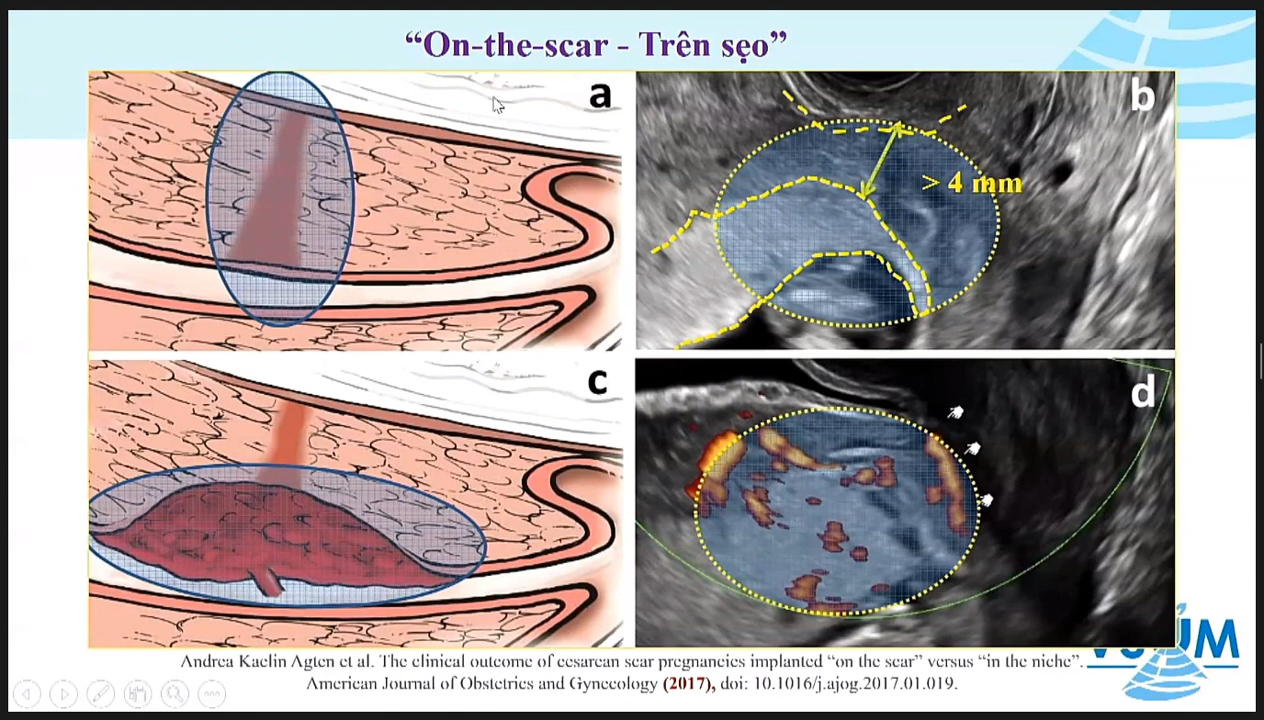 “On-the-scar - Trên sẹo”
a
b
> 4 mm
c
d
Andrea Kaelin Agten et al. The clinical outcome of cesarean scar pregnancies implanted “on the scar” versus “in the niche”.
American Journal of Obstetrics and Gynecology (2017), doi: 10.1016/j.ajog.2017.01.019.